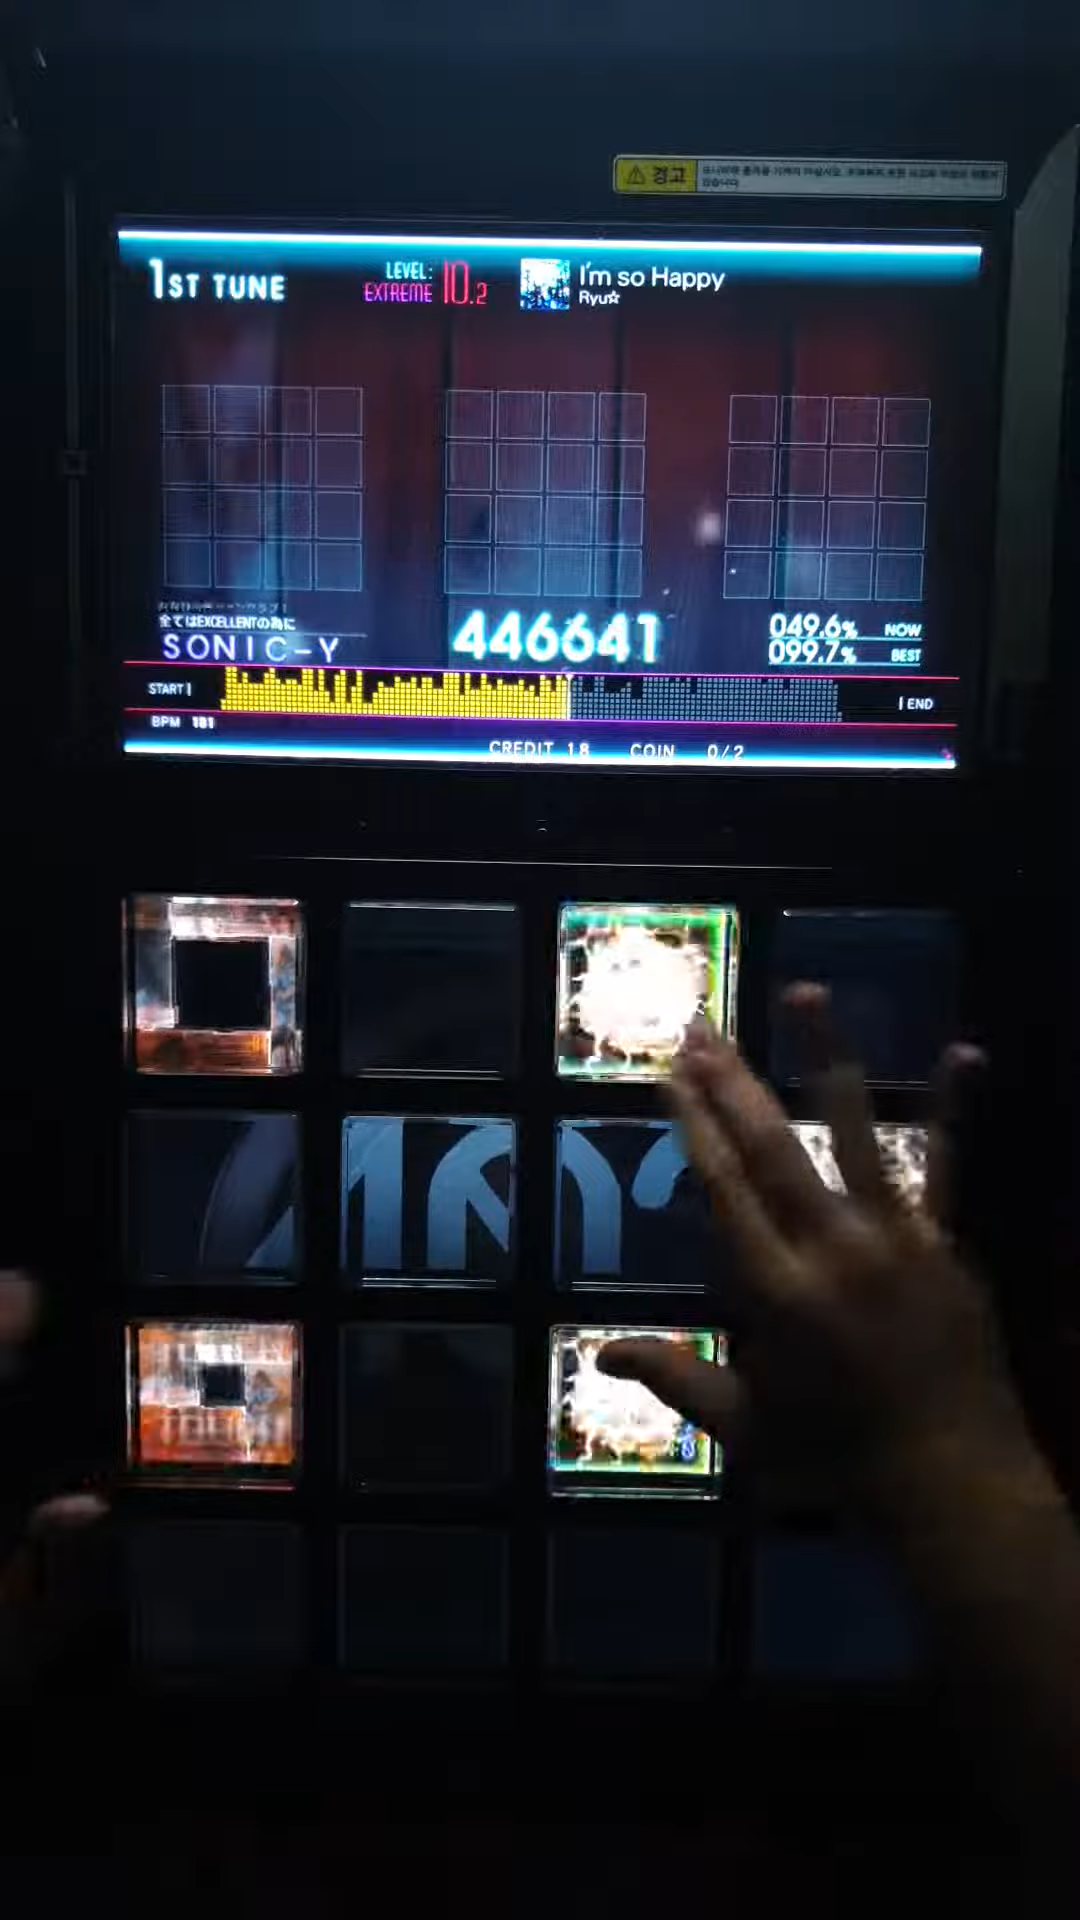 경고
1ST TUNE
LEVEL:
EXTREME 10.2
I'm so Happy
Ryu☆
全てはEXCELLENTの為に
SONIC-Y
446641
049.6% NOW
099.7% BEST
START
END
BPM 181
CREDIT 18 COIN 0/2